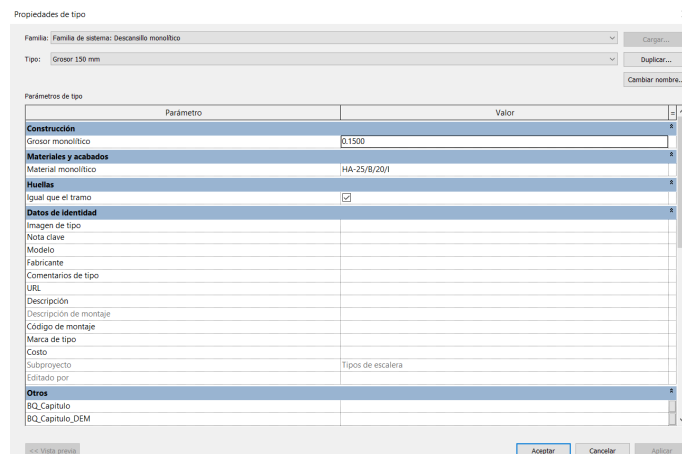 Propiedades de tipo
Familia: Familia de sistema: Descansillo monolítico Cargar...
Tipo: Grosor 150 mm Duplicar...
Cambiar nombre..
Parámetros de tipo
Parámetro Valor =
Construcción
Grosor monolítico 0.1500
Materiales y acabados
Material monolítico HA-25/B/20/I
Huellas
Igual que el tramo
Datos de identidad
Imagen de tipo
Nota clave
Modelo
Fabricante
Comentarios de tipo
URL
Descripción
Descripción de montaje
Código de montaje
Marca de tipo
Costo
Subproyecto Tipos de escalera
Editado por
Otros
BQ_Capitulo
BQ_Capitulo_DEM
<< Vista previa Aceptar Cancelar Aplicar